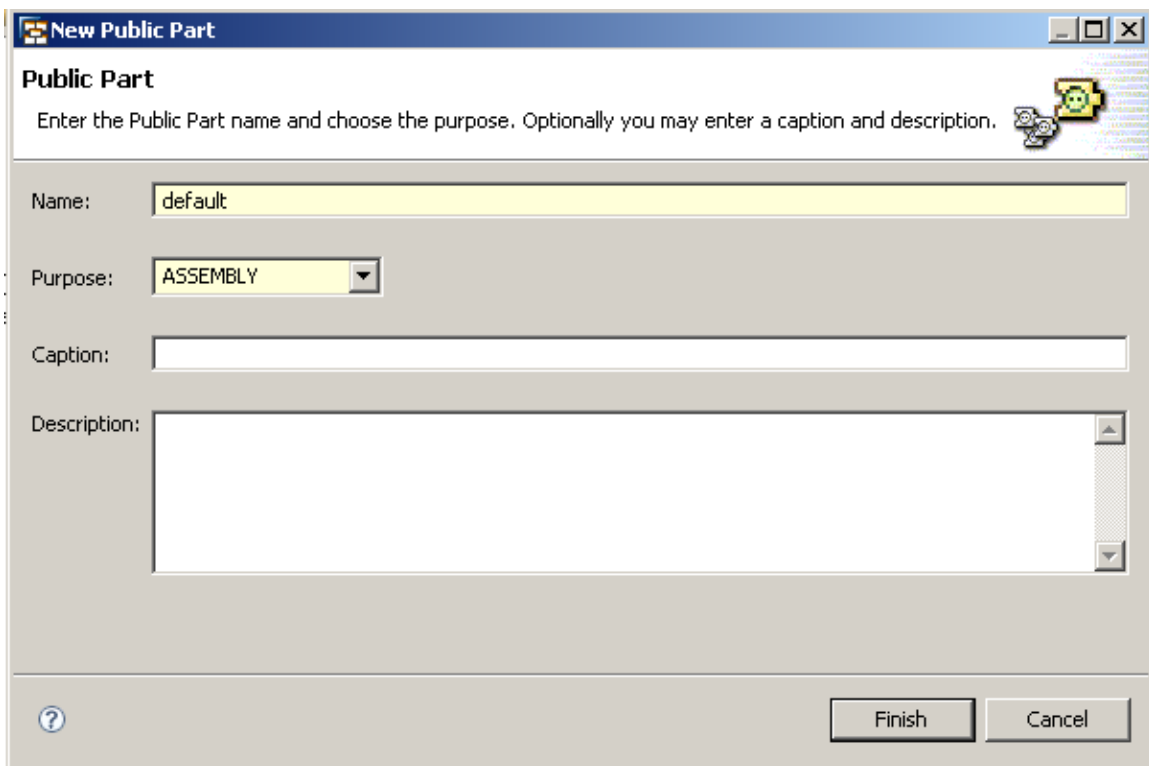 New Public Part
Public Part
Enter the Public Part name and choose the purpose. Optionally you may enter a caption and description.
Name: default
Purpose: ASSEMBLY
Caption:
Description:
Finish Cancel